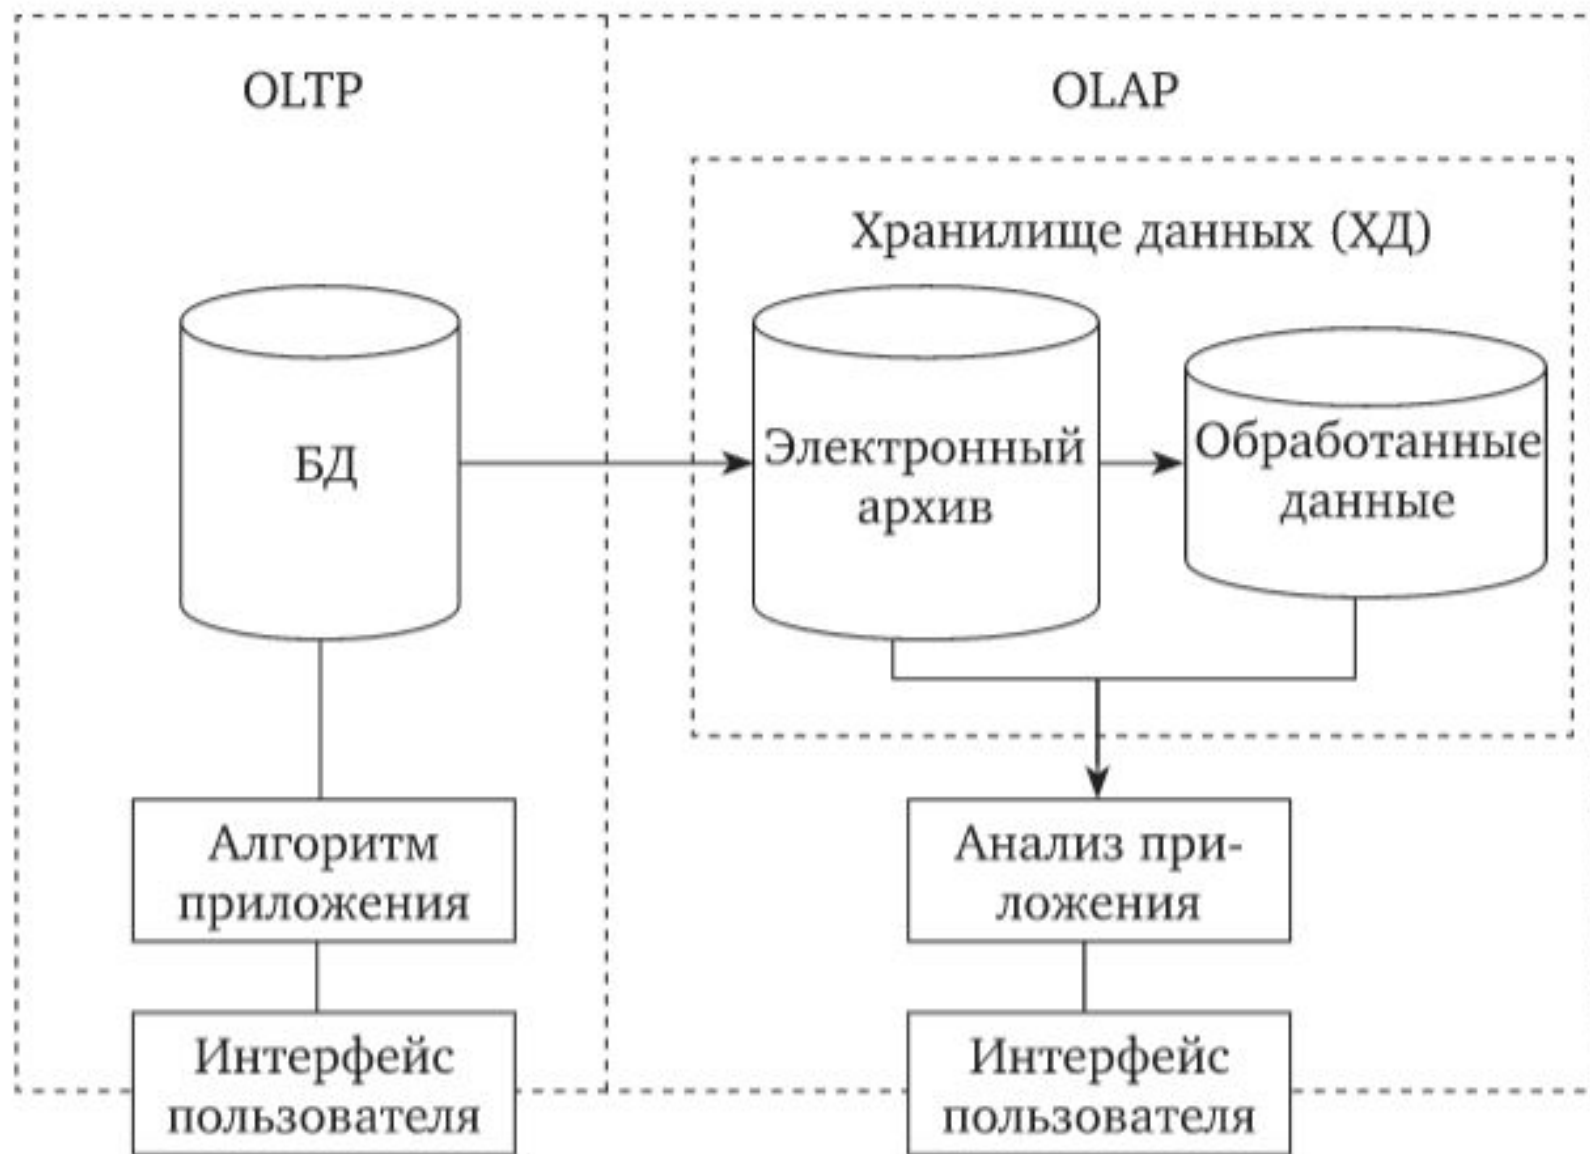 OLTP
OLAP
Хранилище данных (ХД)
БД
Электронный
архив
Обработанные
данные
Алгоритм
приложения
Анализ при-
ложения
Интерфейс
пользователя
Интерфейс
пользователя